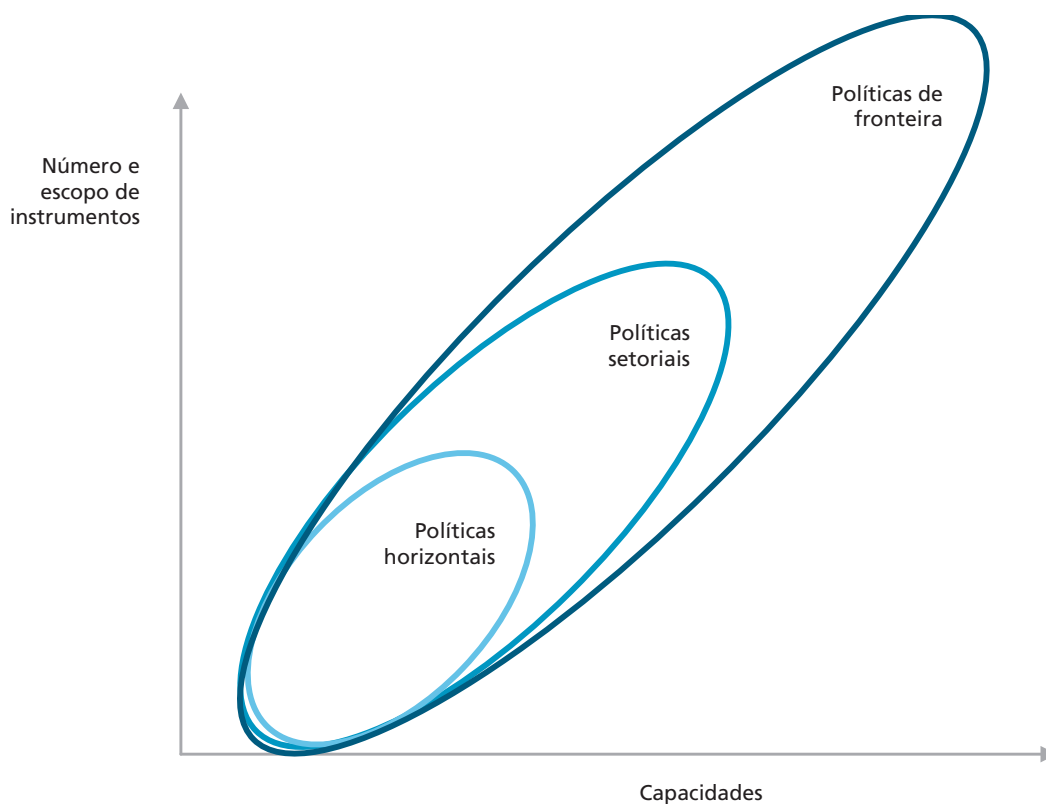 Políticas de
fronteira
Número e
escopo de
instrumentos
Políticas
setoriais
Políticas
horizontais
Capacidades